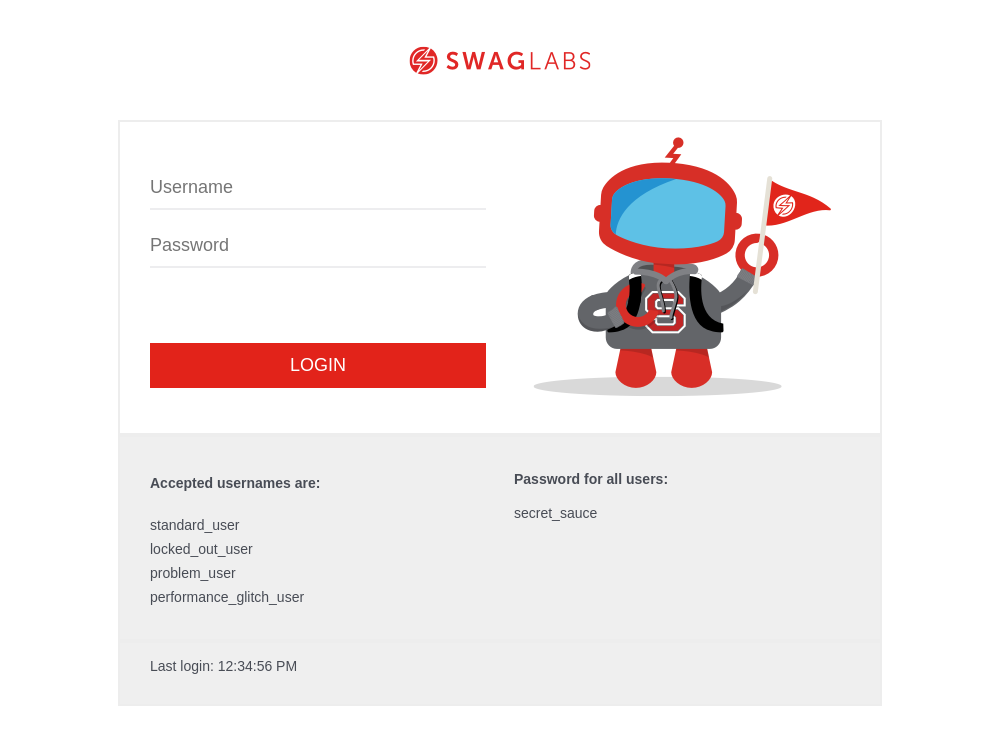 SWAGLABS
Username
Password
LOGIN
S
Accepted usernames are:
standard_user
locked_out_user
problem_user
performance_glitch_user
Password for all users:
secret_sauce
Last login: 12:34:56 PM